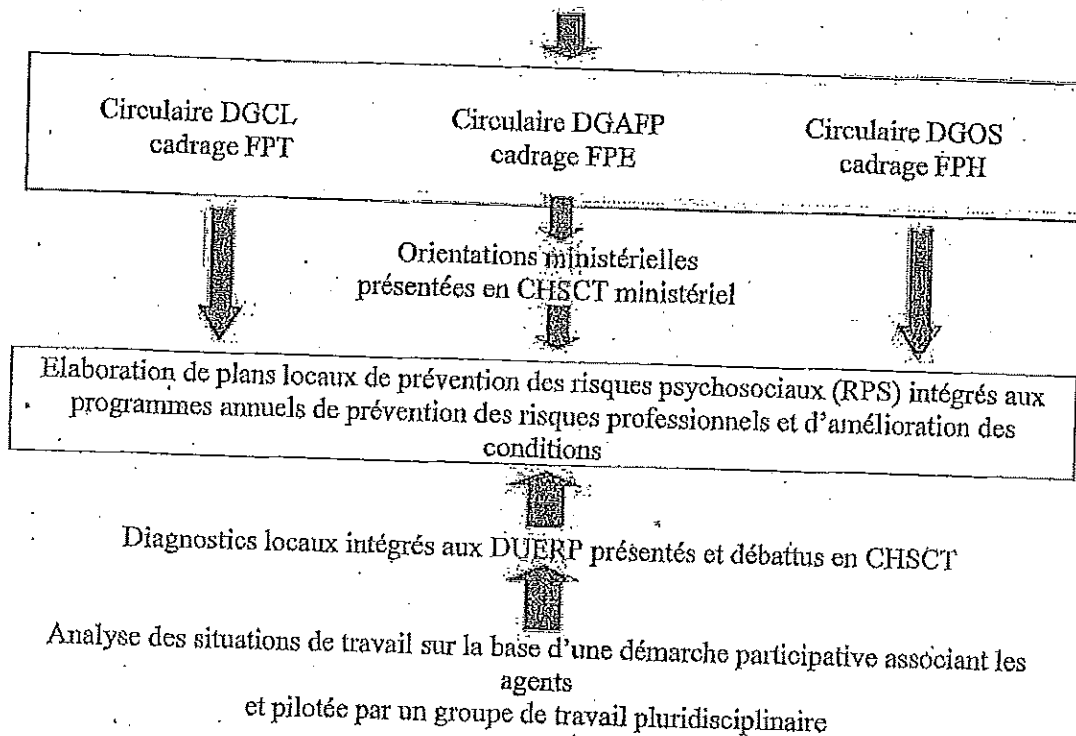 Circulaire DGCL
cadrage FPT
Circulaire DGAFP
cadrage FPE
Circulaire DGOS
cadrage FPH
Orientations ministérielles
présentées en CHSCT ministériel
Elaboration de plans locaux de prévention des risques psychosociaux (RPS) intégrés aux
programmes annuels de prévention des risques professionnels et d'amélioration des
conditions
Diagnostics locaux intégrés aux DUERP présentés et débattus en CHSCT
Analyse des situations de travail sur la base d'une démarche participative associant les
agents
et pilotée par un groupe de travail pluridisciplinaire